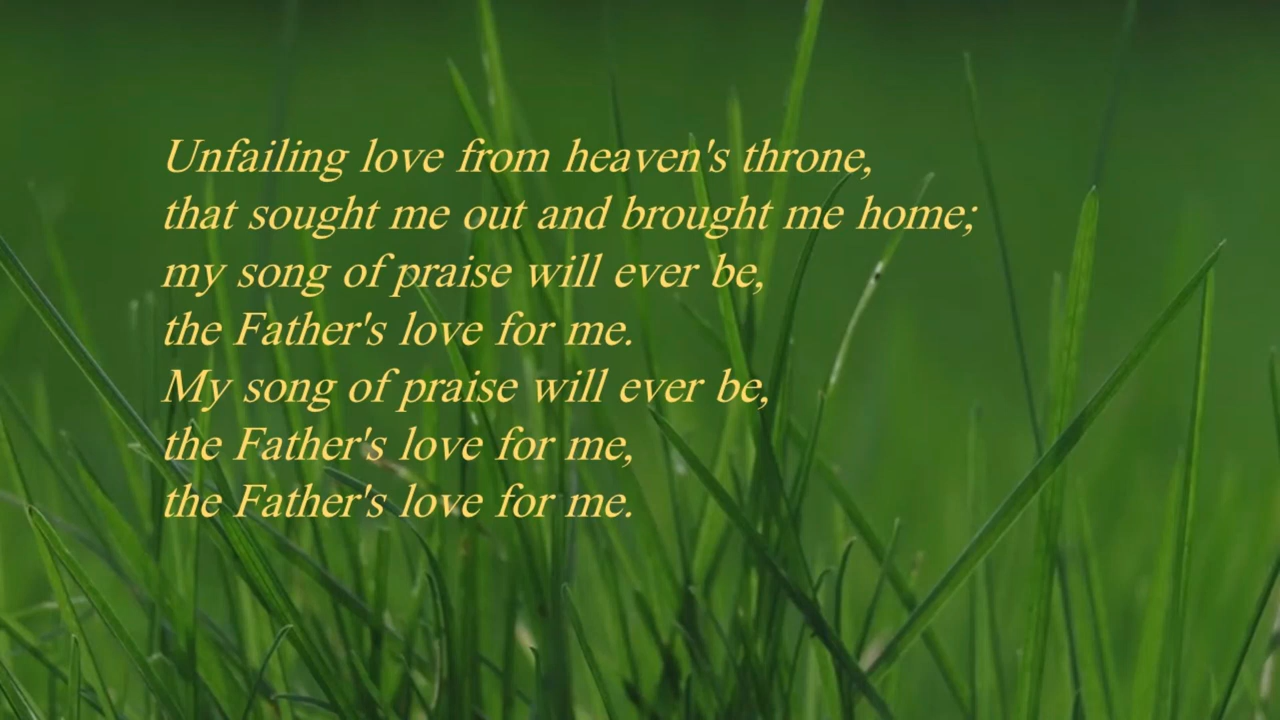 Unfailing love from heaven's throne,
that sought me out and brought me home;
my song of praise will ever be,
the Father's love for me.
My song of praise will ever be,
the Father's love for me,
the Father's love for me.